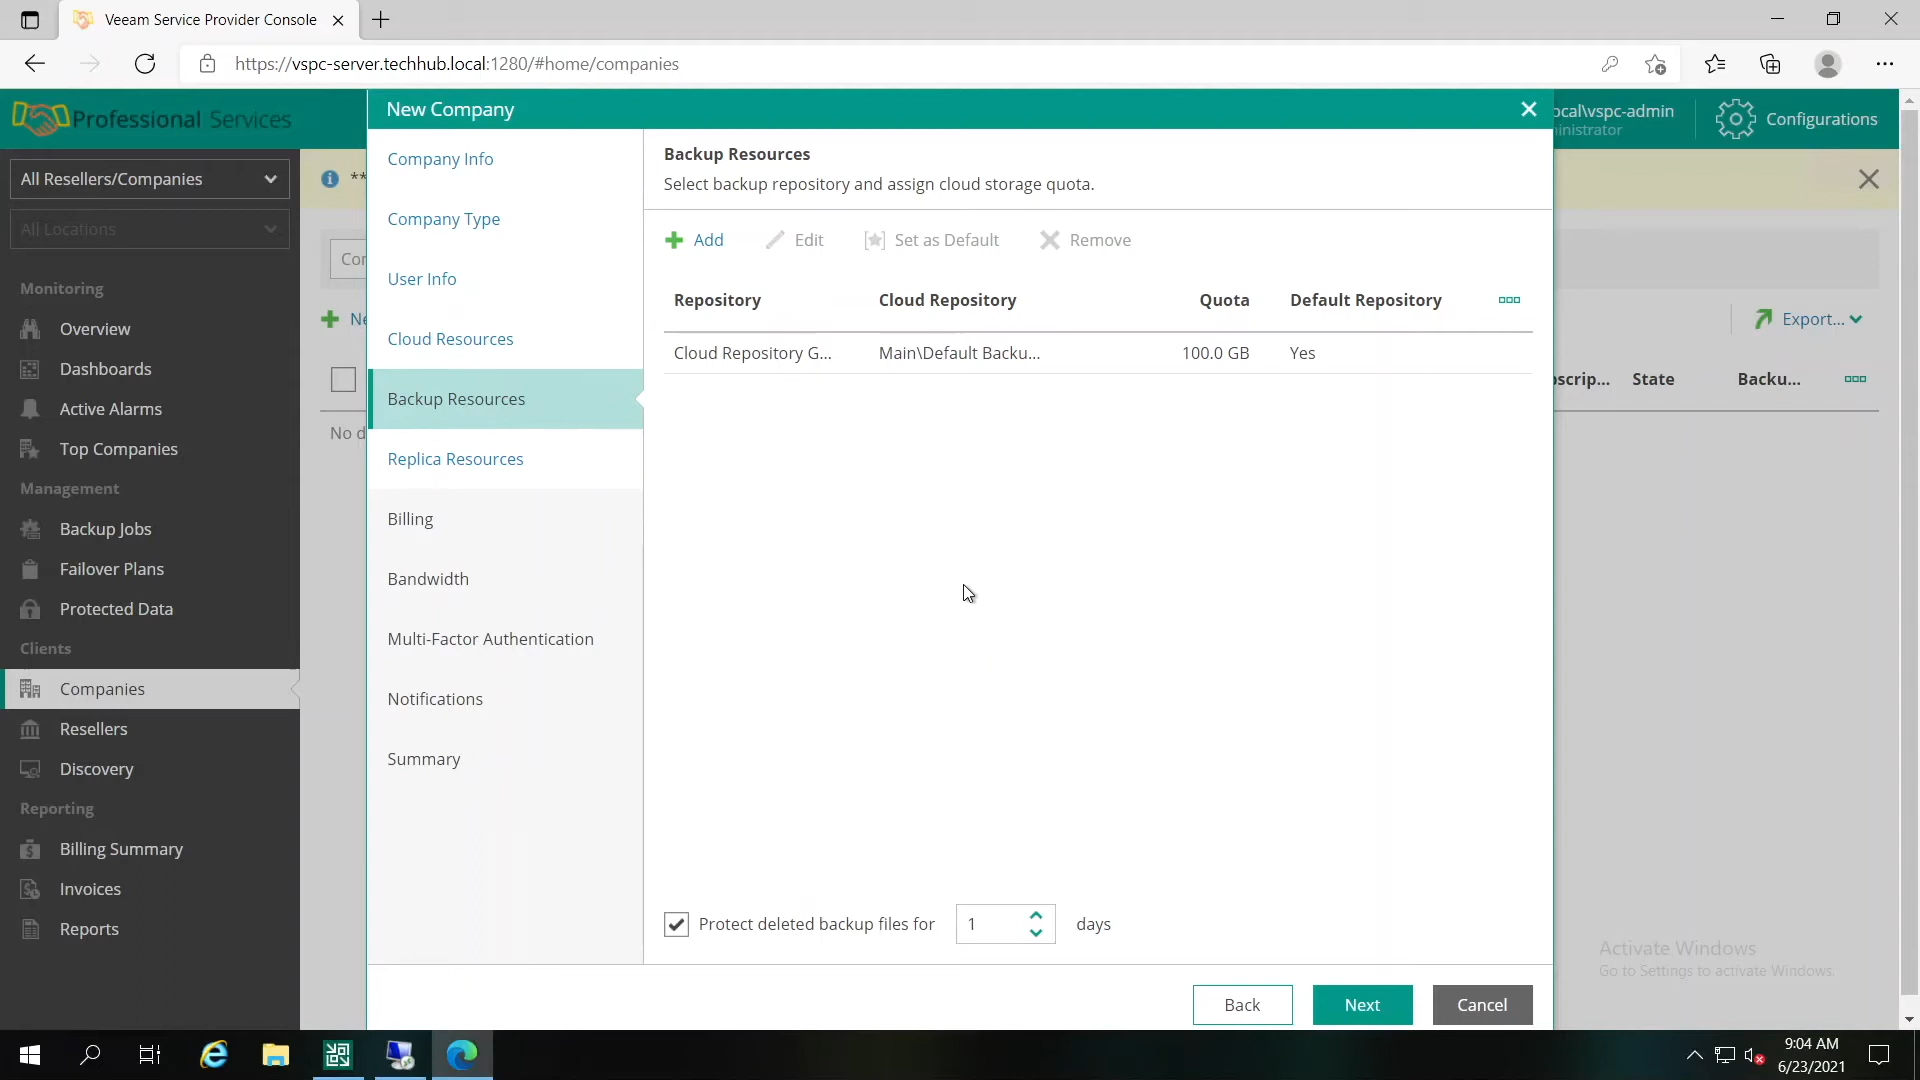 Veeam Service Provider Console
https://vspc-server.techhub.local:1280/#home/companies
Professional Services
ocal\vspc-admin
inistrator
Configurations
New Company
All Resellers/Companies
All Locations
Monitoring
Overview
Dashboards
Active Alarms
Top Companies
Management
Backup Jobs
Failover Plans
Protected Data
Clients
Companies
Resellers
Discovery
Reporting
Billing Summary
Invoices
Reports
**
Cor
Ne
No d
Company Info
Company Type
User Info
Cloud Resources
Backup Resources
Replica Resources
Billing
Bandwidth
Multi-Factor Authentication
Notifications
Summary
Backup Resources
Select backup repository and assign cloud storage quota.
Add Edit Set as Default Remove
Repository Cloud Repository Quota Default Repository
Cloud Repository G... Main\Default Backu... 100.0 GB Yes
Protect deleted backup files for 1 days
Back Next Cancel
Export...
oscrip... State Backu...
Activate Windows
Go to Settings to activate Windows.
9:04 AM
6/23/2021